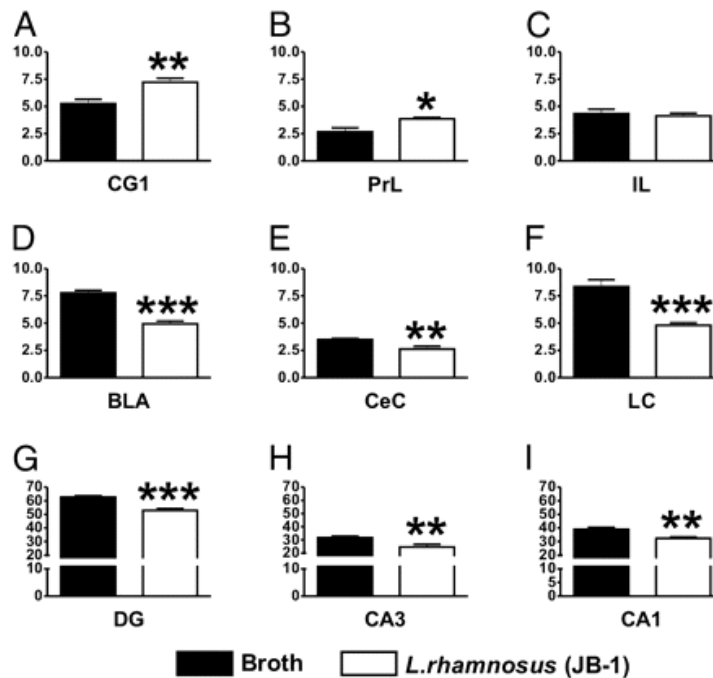 A B C
10.0 10.0 10.0
7.5 ** 7.5 7.5
5.0 5.0 * 5.0
2.5 2.5 2.5
0.0 0.0 0.0
CG1 PrL IL
D E F
10.0 10.0 10.0
7.5 *** 7.5 7.5 ***
5.0 5.0 ** 5.0
2.5 2.5 2.5
0.0 0.0 0.0
BLA CeC LC
G H I
70 70 70
60 *** 60 60
50 50 50
40 40 ** 40 **
30 30 30
20 20 20
10 10 10
5
0 0 0
DG CA3 CA1
Broth L.rhamnosus (JB-1)